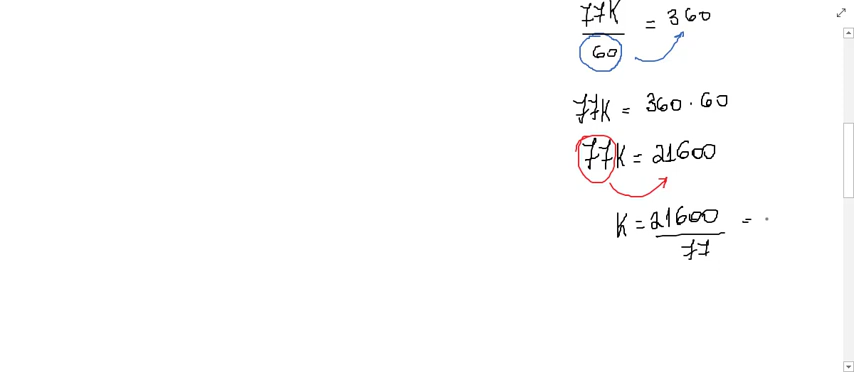 77K/60 = 360
77K = 360 · 60
77K = 21600
K = 21600/77 =